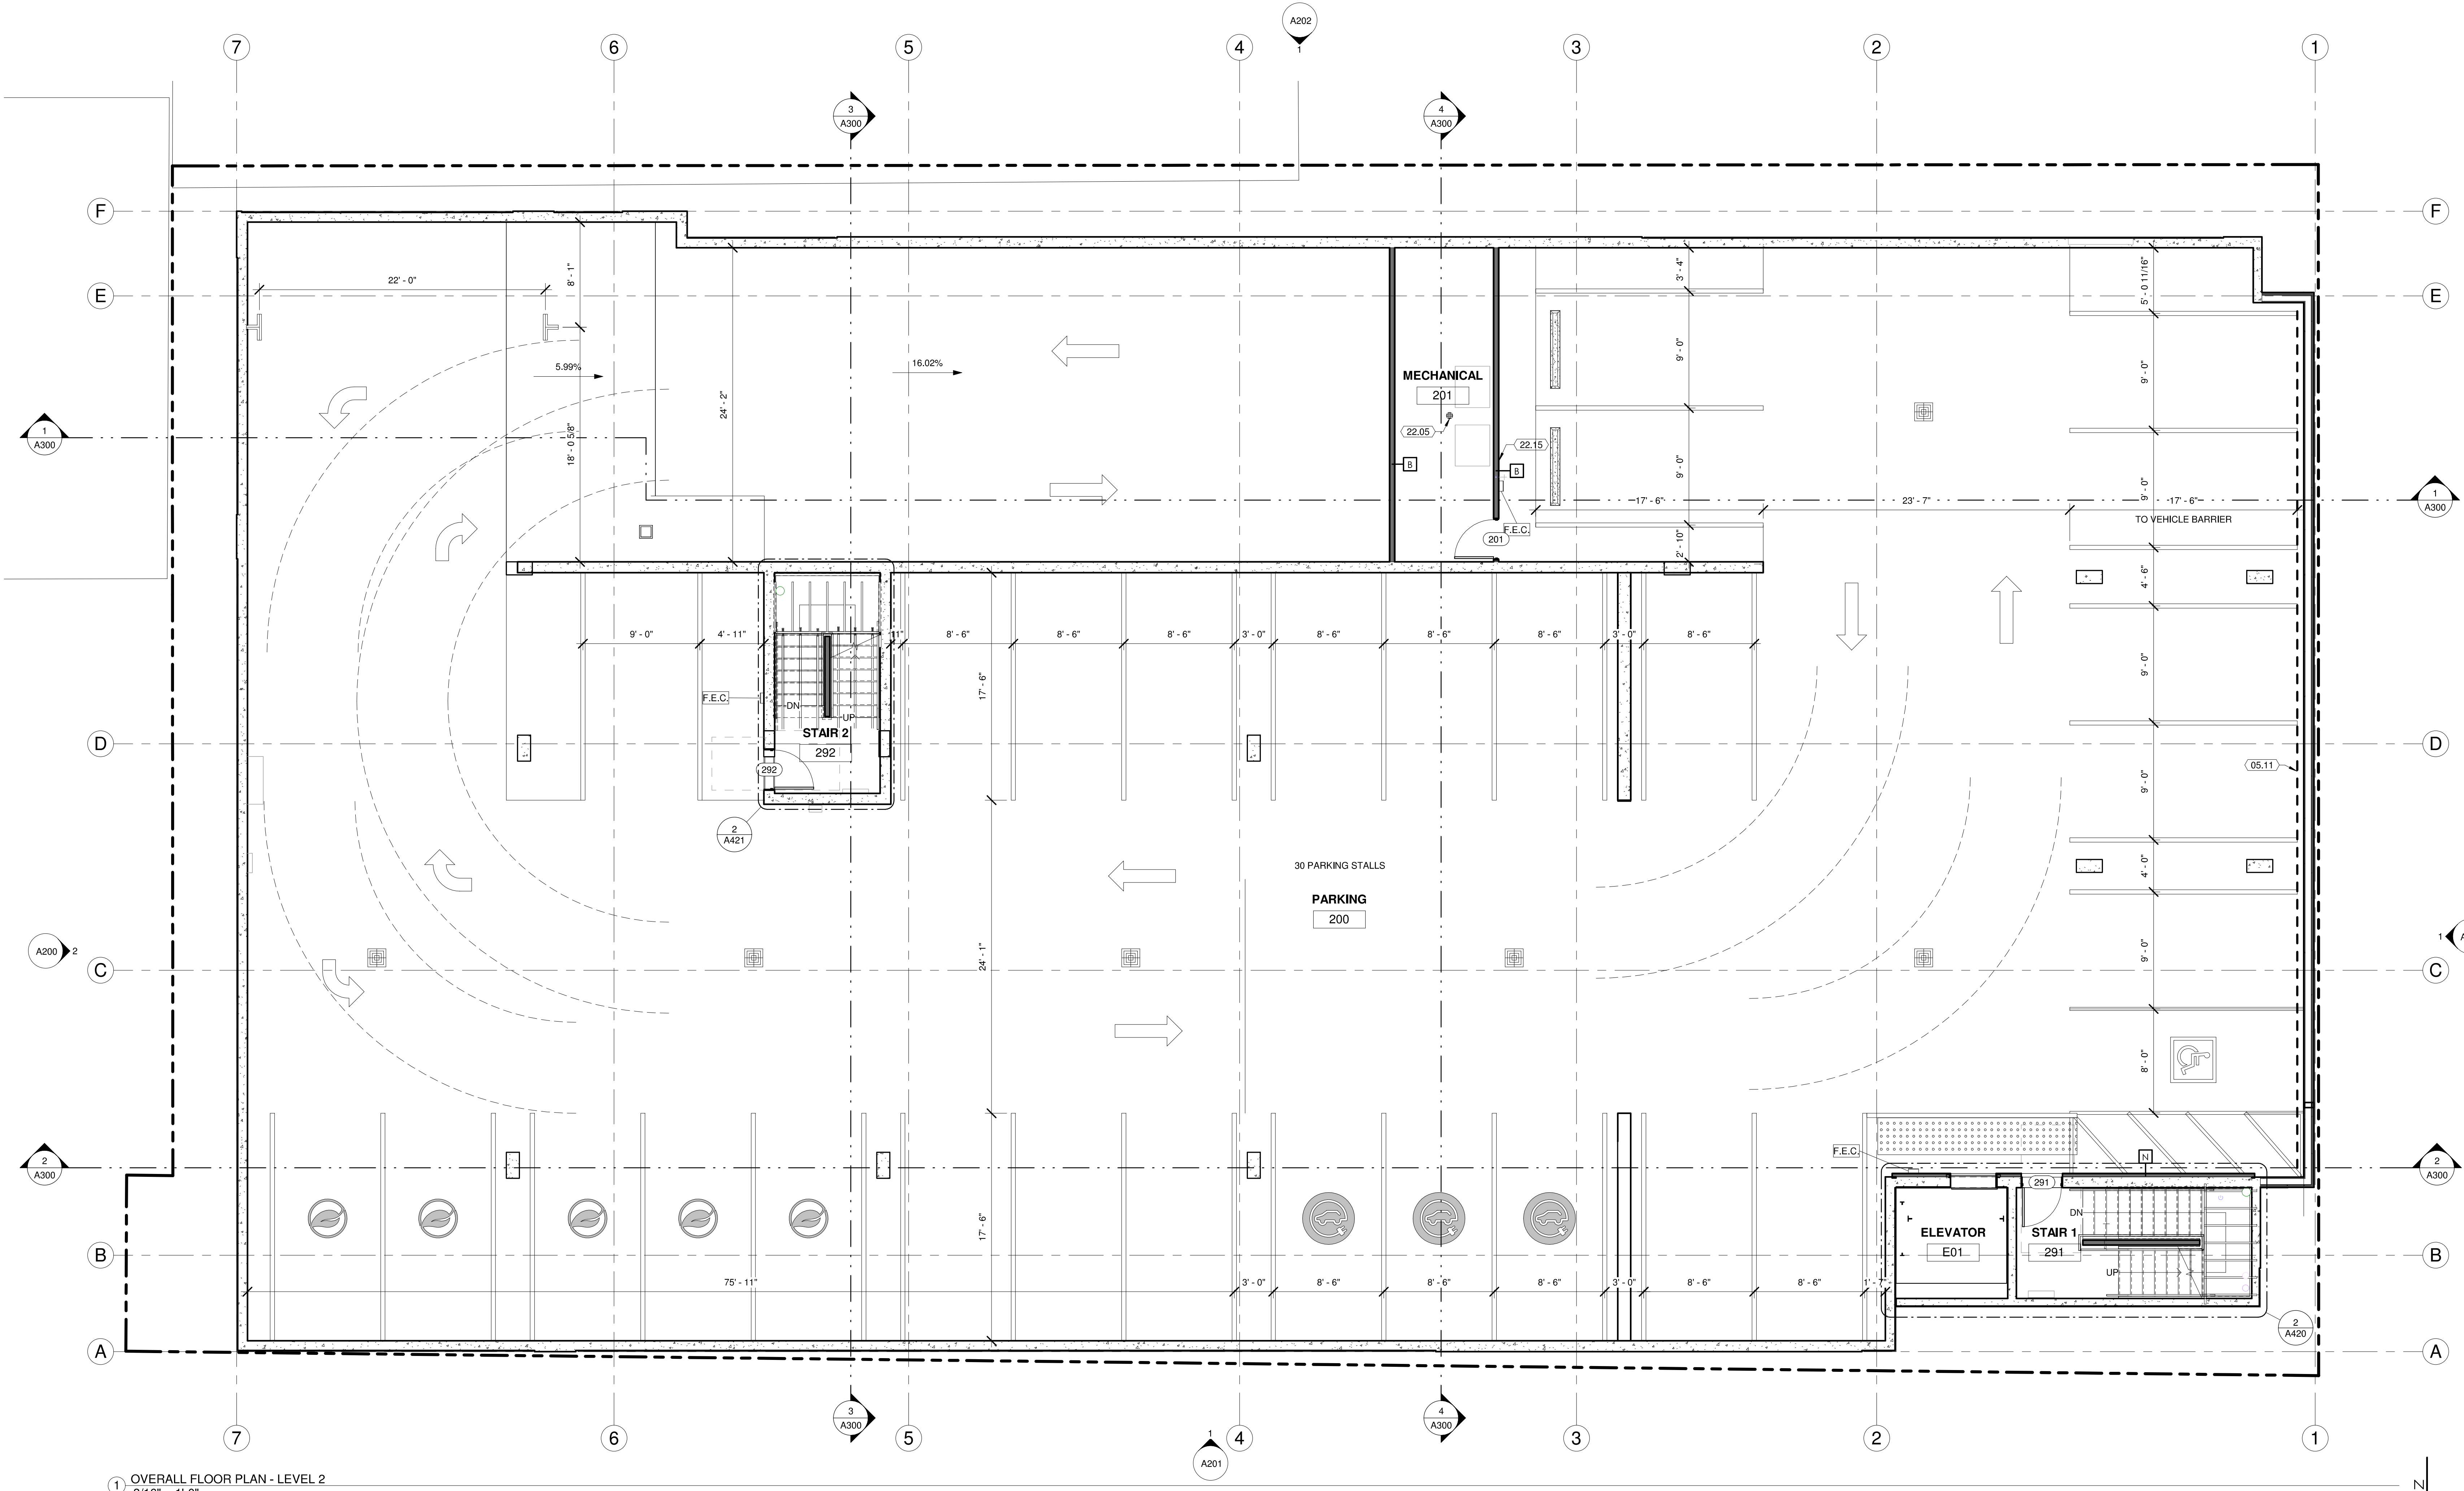 A202
1
7
6
5
4
3
2
1
3
A300
4
A300
F
F
8' - 1"
3' - 4"
5' - 0 11/16"
E
22' - 0"
E
5.99%
16.02%
9' - 0"
9' - 0"
MECHANICAL
201
24' - 2"
22.05
22.15
1
A300
18' - 0 5/8"
B
B
9' - 0"
9' - 0"
17' - 6"
23' - 7"
17' - 6"
1
A300
TO VEHICLE BARRIER
F.E.C.
201
2' - 10"
4' - 6"
9' - 0"
4' - 11"
11"
8' - 6"
8' - 6"
8' - 6"
3' - 0"
8' - 6"
8' - 6"
8' - 6"
3' - 0"
8' - 6"
9' - 0"
F.E.C.
17' - 6"
DN
UP
STAIR 2
292
D
D
292
05.11
9' - 0"
2
A421
30 PARKING STALLS
4' - 0"
PARKING
200
A200
2
24' - 1"
9' - 0"
1
C
C
8' - 0"
F.E.C.
N
2
A300
2
A300
291
17' - 6"
DN
ELEVATOR
E01
STAIR 1
291
B
B
UP
75' - 11"
3' - 0"
8' - 6"
8' - 6"
8' - 6"
3' - 0"
8' - 6"
8' - 6"
1' - 7"
2
A420
A
A
7
6
5
3
A300
4
4
A300
3
2
1
1
A201
1
OVERALL FLOOR PLAN - LEVEL 2
N